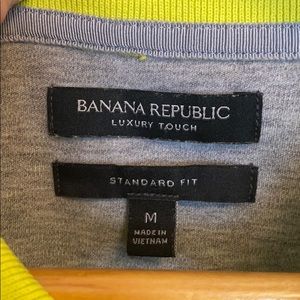 BANANA REPUBLIC
LUXURY TOUCH
STANDARD FIT
M
MADE IN
VIETNAM